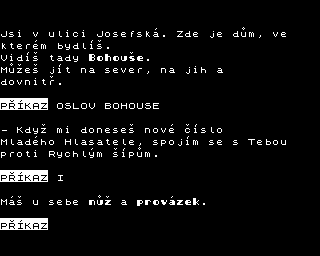 Jsi v ulici Josefská. Zde je dům, ve
kterém bydlíš.
Vidíš tady Bohouše.
Můžeš jít na sever, na jih a
dovnitř.
PŘÍKAZ OSLOV BOHOUSE
- Když mi doneseš nové číslo
Mladého Hlasatele, spojím se s Tebou
proti Rychlým šípům.
PŘÍKAZ I
Máš u sebe nůž a provázek.
PŘÍKAZ